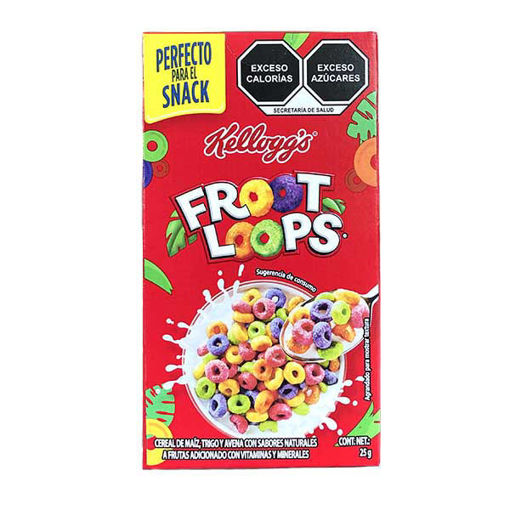 PERFECTO
PARA EL
SNACK
EXCESO
CALORÍAS
EXCESO
AZÚCARES
SECRETARÍA DE SALUD
Kellogg's®
FROOT
LOOPS®
Sugerencia de consumo
Agrandado para mostrar textura
CEREAL DE MAÍZ, TRIGO Y AVENA CON SABORES NATURALES
A FRUTAS ADICIONADO CON VITAMINAS Y MINERALES
CONT. NET.:
25 g